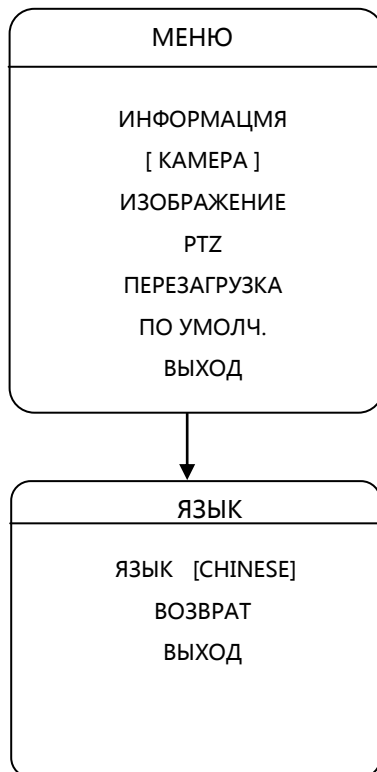 МЕНЮ
ИНФОРМАЦМЯ
[ КАМЕРА ]
ИЗОБРАЖЕНИЕ
PTZ
ПЕРЕЗАГРУЗКА
ПО УМОЛЧ.
ВЫХОД
ЯЗЫК
ЯЗЫК [CHINESE]
ВОЗВРАТ
ВЫХОД